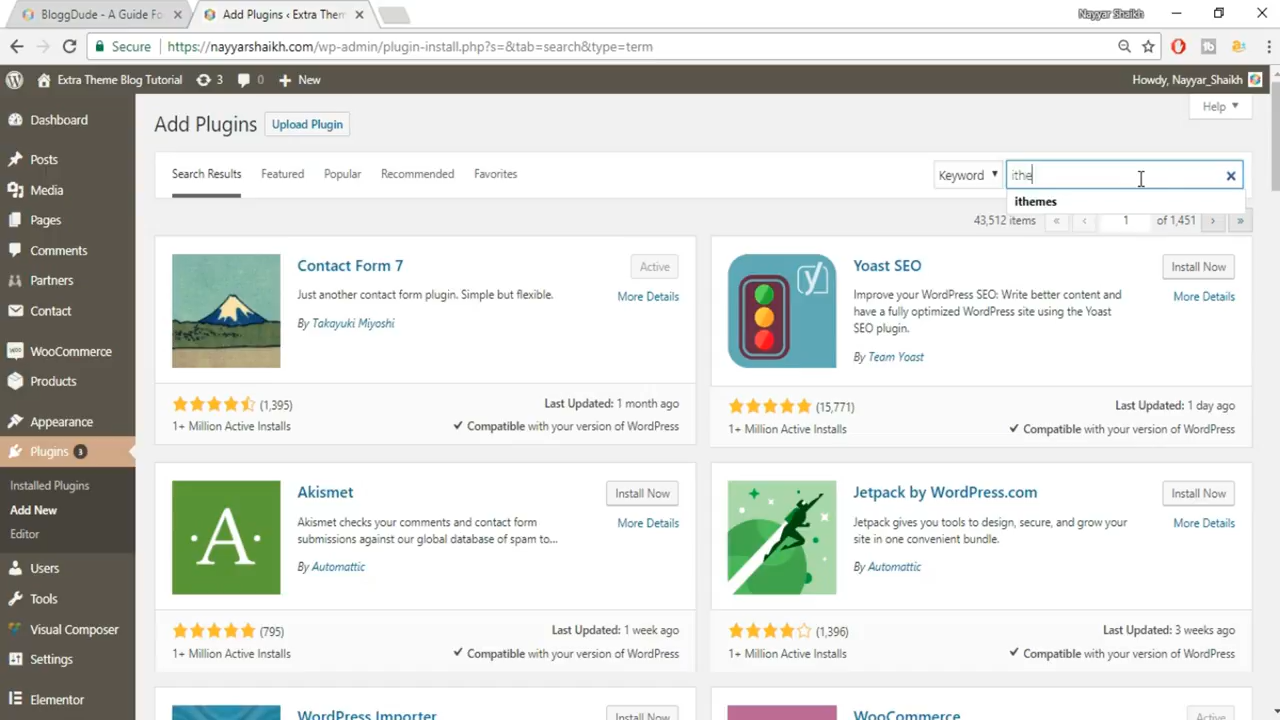 BloggDude - A Guide Fo
Add Plugins ‹ Extra Them
Nayyar Shaikh
Secure https://nayyarshaikh.com/wp-admin/plugin-install.php?s=&tab=search&type=term
Extra Theme Blog Tutorial 3 0 New
Howdy, Nayyar_Shaikh
Dashboard
Posts
Media
Pages
Comments
Partners
Contact
WooCommerce
Products
Appearance
Plugins 3
Installed Plugins
Add New
Editor
Users
Tools
Visual Composer
Settings
Elementor
Help
Add Plugins Upload Plugin
Search Results Featured Popular Recommended Favorites
Keyword ithe
ithemes
43,512 items « ‹ 1 of 1,451 › »
Contact Form 7
Active
Just another contact form plugin. Simple but flexible.
More Details
By Takayuki Miyoshi
(1,395)
Last Updated: 1 month ago
1+ Million Active Installs
Compatible with your version of WordPress
Yoast SEO
Install Now
Improve your WordPress SEO: Write better content and
More Details
have a fully optimized WordPress site using the Yoast
SEO plugin.
By Team Yoast
(15,771)
Last Updated: 1 day ago
1+ Million Active Installs
Compatible with your version of WordPress
A
Akismet
Install Now
Akismet checks your comments and contact form
More Details
submissions against our global database of spam to...
By Automattic
(795)
Last Updated: 1 week ago
1+ Million Active Installs
Compatible with your version of WordPress
Jetpack by WordPress.com
Install Now
Jetpack gives you tools to design, secure, and grow your
More Details
site in one convenient bundle.
By Automattic
(1,396)
Last Updated: 3 weeks ago
1+ Million Active Installs
Compatible with your version of WordPress
WordPress Importer
Install Now
WooCommerce
Active